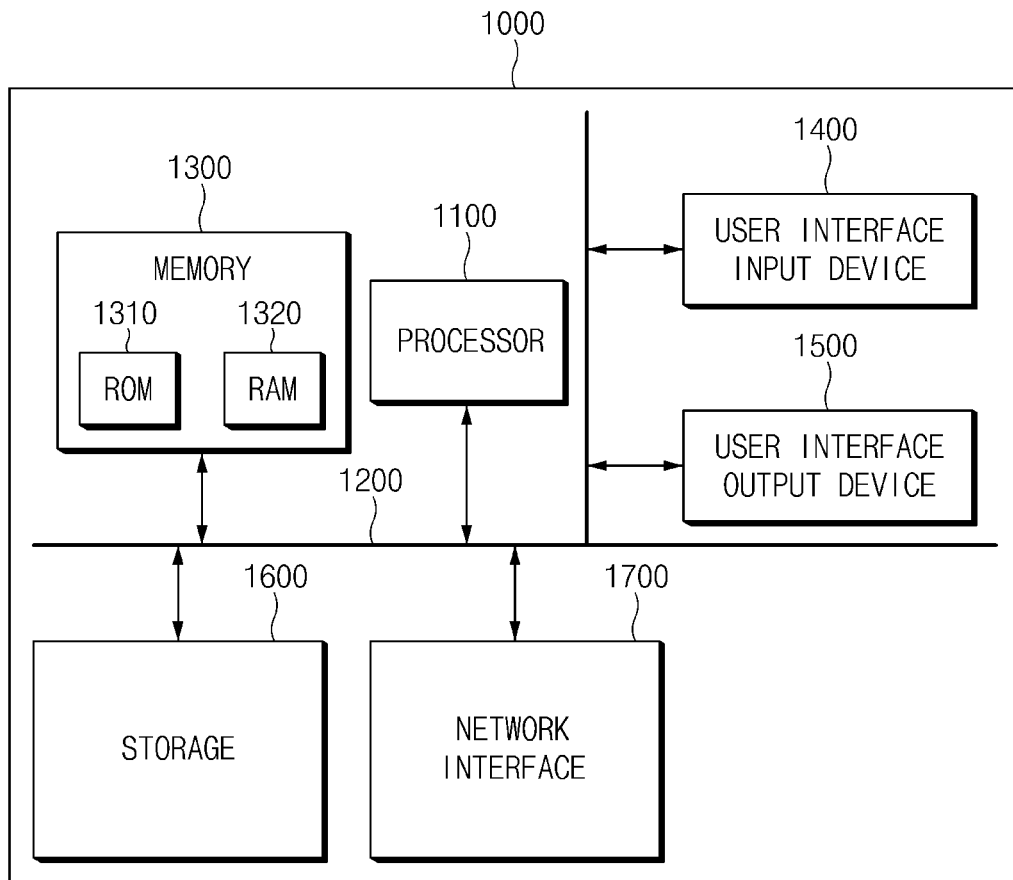 1000
1300
MEMORY
1310
ROM
1320
RAM
1100
PROCESSOR
1400
USER INTERFACE
INPUT DEVICE
1500
USER INTERFACE
OUTPUT DEVICE
1200
1600
STORAGE
1700
NETWORK
INTERFACE